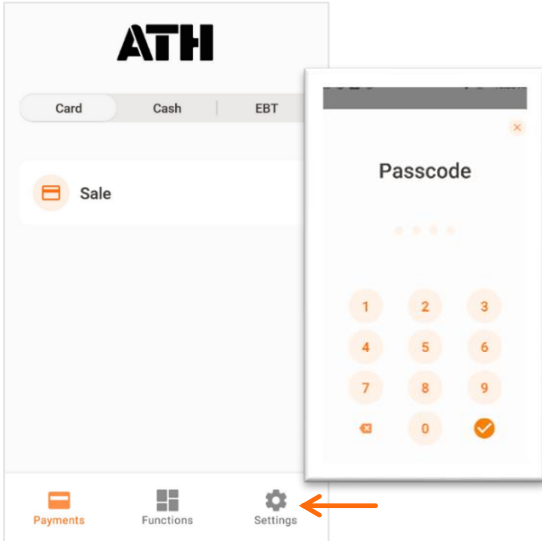 ATH
Card Cash EBT
Sale
Payments Functions Settings
Passcode
1 2 3
4 5 6
7 8 9
0